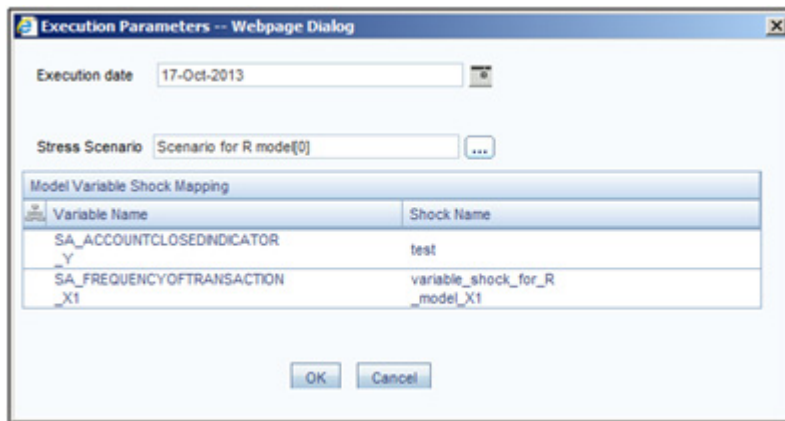 Execution Parameters -- Webpage Dialog
Execution date 17-Oct-2013
Stress Scenario Scenario for R model[0] ...
Model Variable Shock Mapping
Variable Name Shock Name
SA_ACCOUNTCLOSEDINDICATOR
_Y
test
SA_FREQUENCYOFTRANSACTION
_X1
variable_shock_for_R
_model_X1
OK Cancel